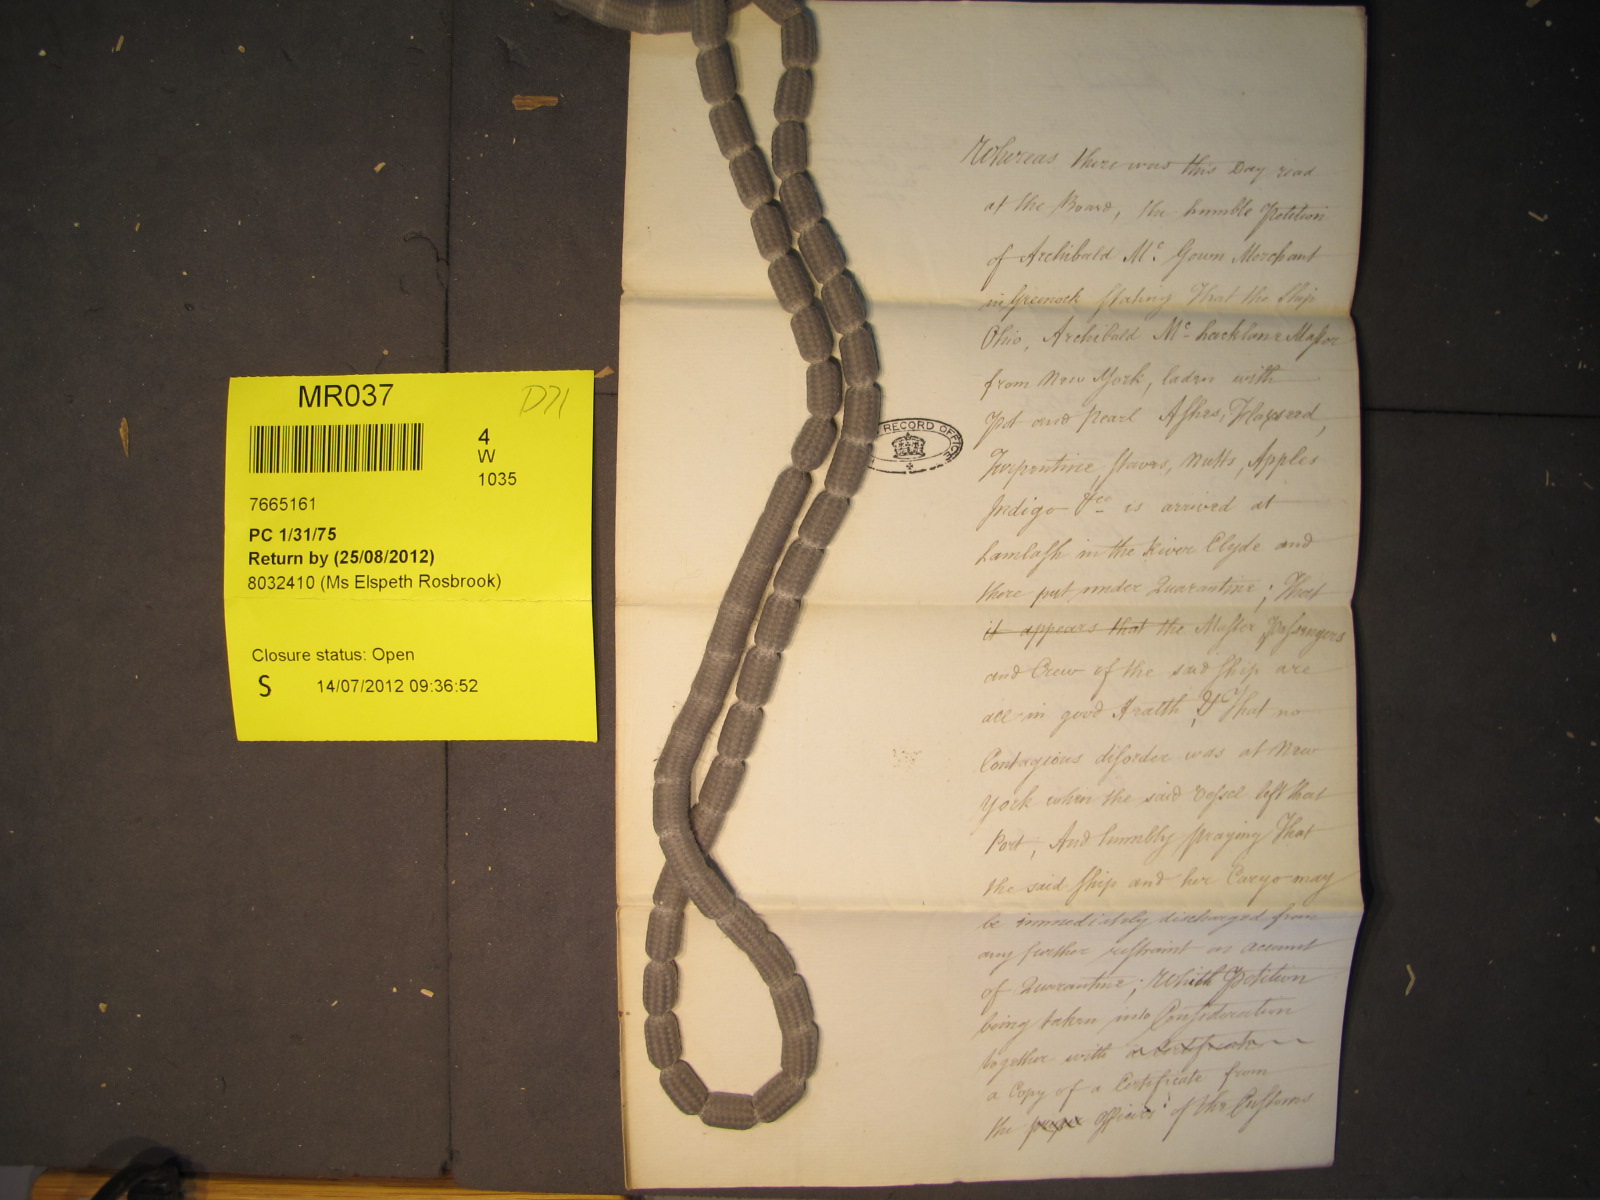 MR037
D71
4
W
1035
7665161
PC 1/31/75
Return by (25/08/2012)
8032410 (Ms Elspeth Rosbrook)
Closure status: Open
S 14/07/2012 09:36:52
RECORD OFFICE
Whereas there was this Day read
at the Board, the humble Petition
of Archibald Mc. Gown Merchant
in Greenock Stating That the Ship
Ohio, Archibald Mc. Lachlane Master
from New York, laden with
Pot and Pearl Ashes, Flaxseed,
Turpentine, Staves, Nutts, Apples
Indigo &ca is arrived at
Lamlash in the River Clyde and
there put under Quarantine; That
it appears that the Master, Passengers
and Crew of the said Ship are
all in good Health, & That no
Contagious disorder was at New
York when the said Vessel left that
Port; And humbly praying That
the said Ship and her Cargo may
be immediately discharged from
any further restraint on account
of Quarantine; Which Petition
being taken into Consideration
together with a Certificate
a Copy of a Certificate from
the proper officers of the Customs